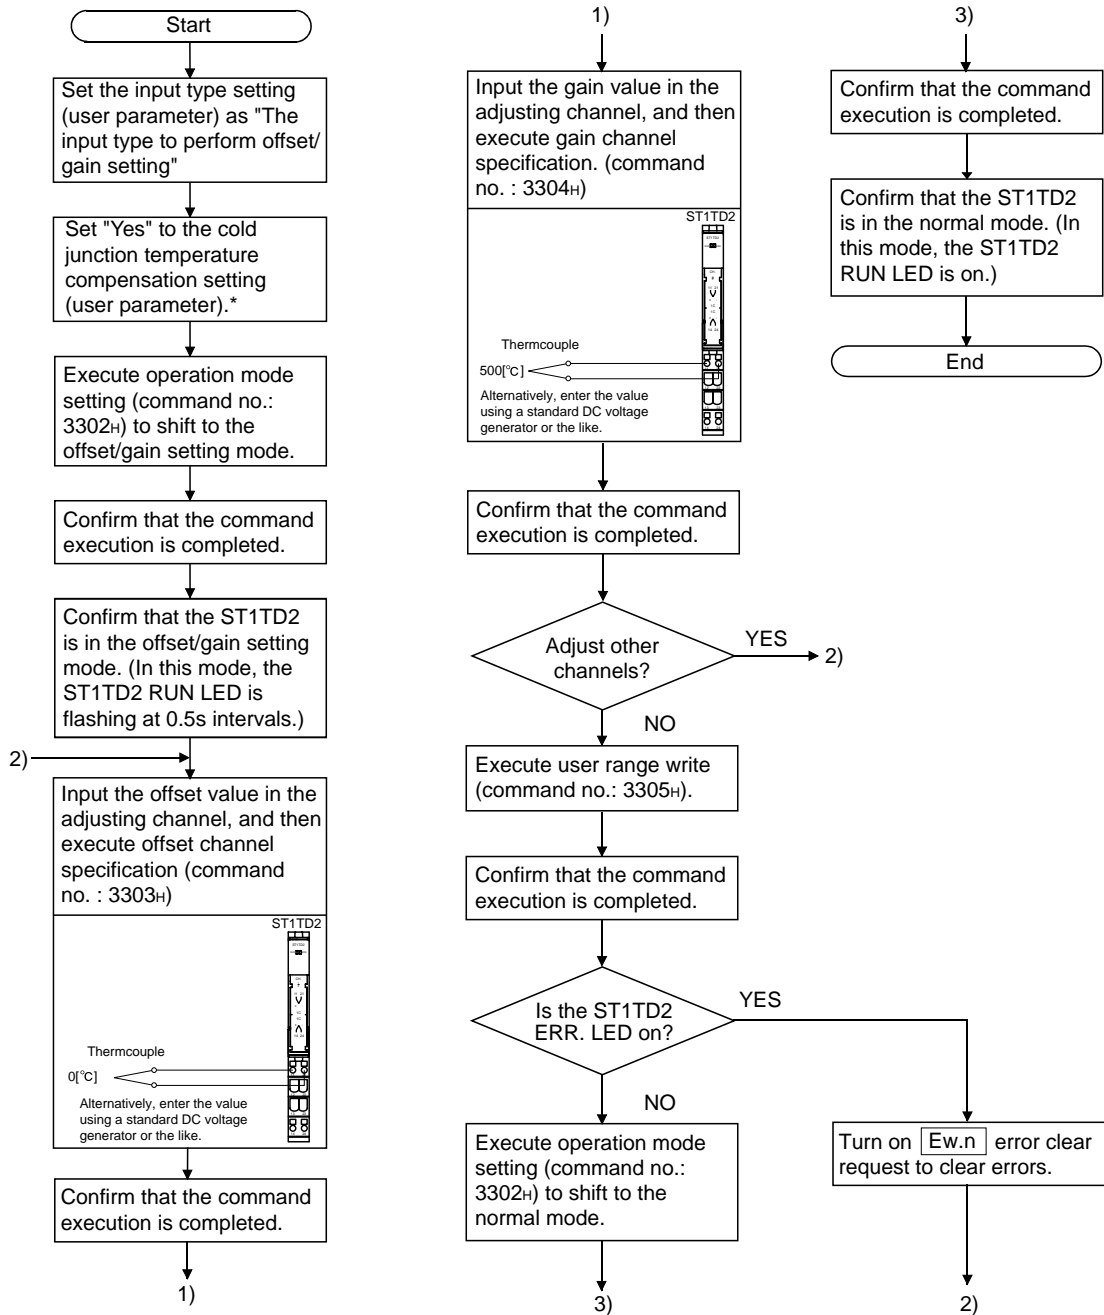 Start
Set the input type setting
(user parameter) as "The
input type to perform offset/
gain setting"
Set "Yes" to the cold
junction temperature
compensation setting
(user parameter).*
Execute operation mode
setting (command no.:
3302H) to shift to the
offset/gain setting mode.
Confirm that the command
execution is completed.
Confirm that the ST1TD2
is in the offset/gain setting
mode. (In this mode, the
ST1TD2 RUN LED is
flashing at 0.5s intervals.)
2)
Input the offset value in the
adjusting channel, and then
execute offset channel
specification (command
no. : 3303H)
ST1TD2
Thermcouple
0[°C]
Alternatively, enter the value
using a standard DC voltage
generator or the like.
Confirm that the command
execution is completed.
1)
1)
Input the gain value in the
adjusting channel, and then
execute gain channel
specification. (command
no. : 3304H)
ST1TD2
Thermcouple
500[°C]
Alternatively, enter the value
using a standard DC voltage
generator or the like.
Confirm that the command
execution is completed.
Adjust other
channels?
YES
2)
NO
Execute user range write
(command no.: 3305H).
Confirm that the command
execution is completed.
Is the ST1TD2
ERR. LED on?
YES
NO
Execute operation mode
setting (command no.:
3302H) to shift to the
normal mode.
3)
3)
Confirm that the command
execution is completed.
Confirm that the ST1TD2
is in the normal mode. (In
this mode, the ST1TD2
RUN LED is on.)
End
Turn on Ew.n error clear
request to clear errors.
2)